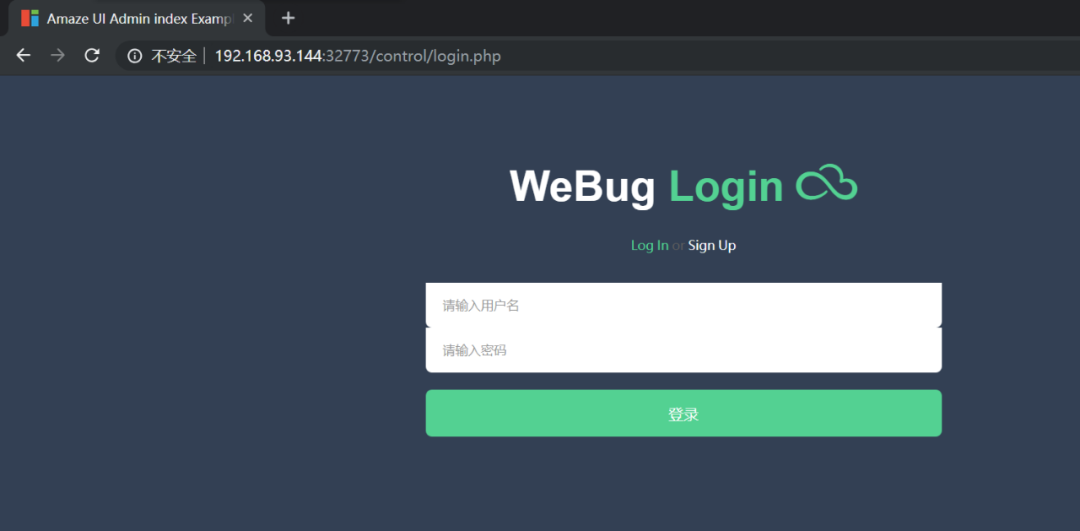 Amaze UI Admin index Exampl
不安全 192.168.93.144:32773/control/login.php
WeBug Login
Log In or Sign Up
请输入用户名
请输入密码
登录